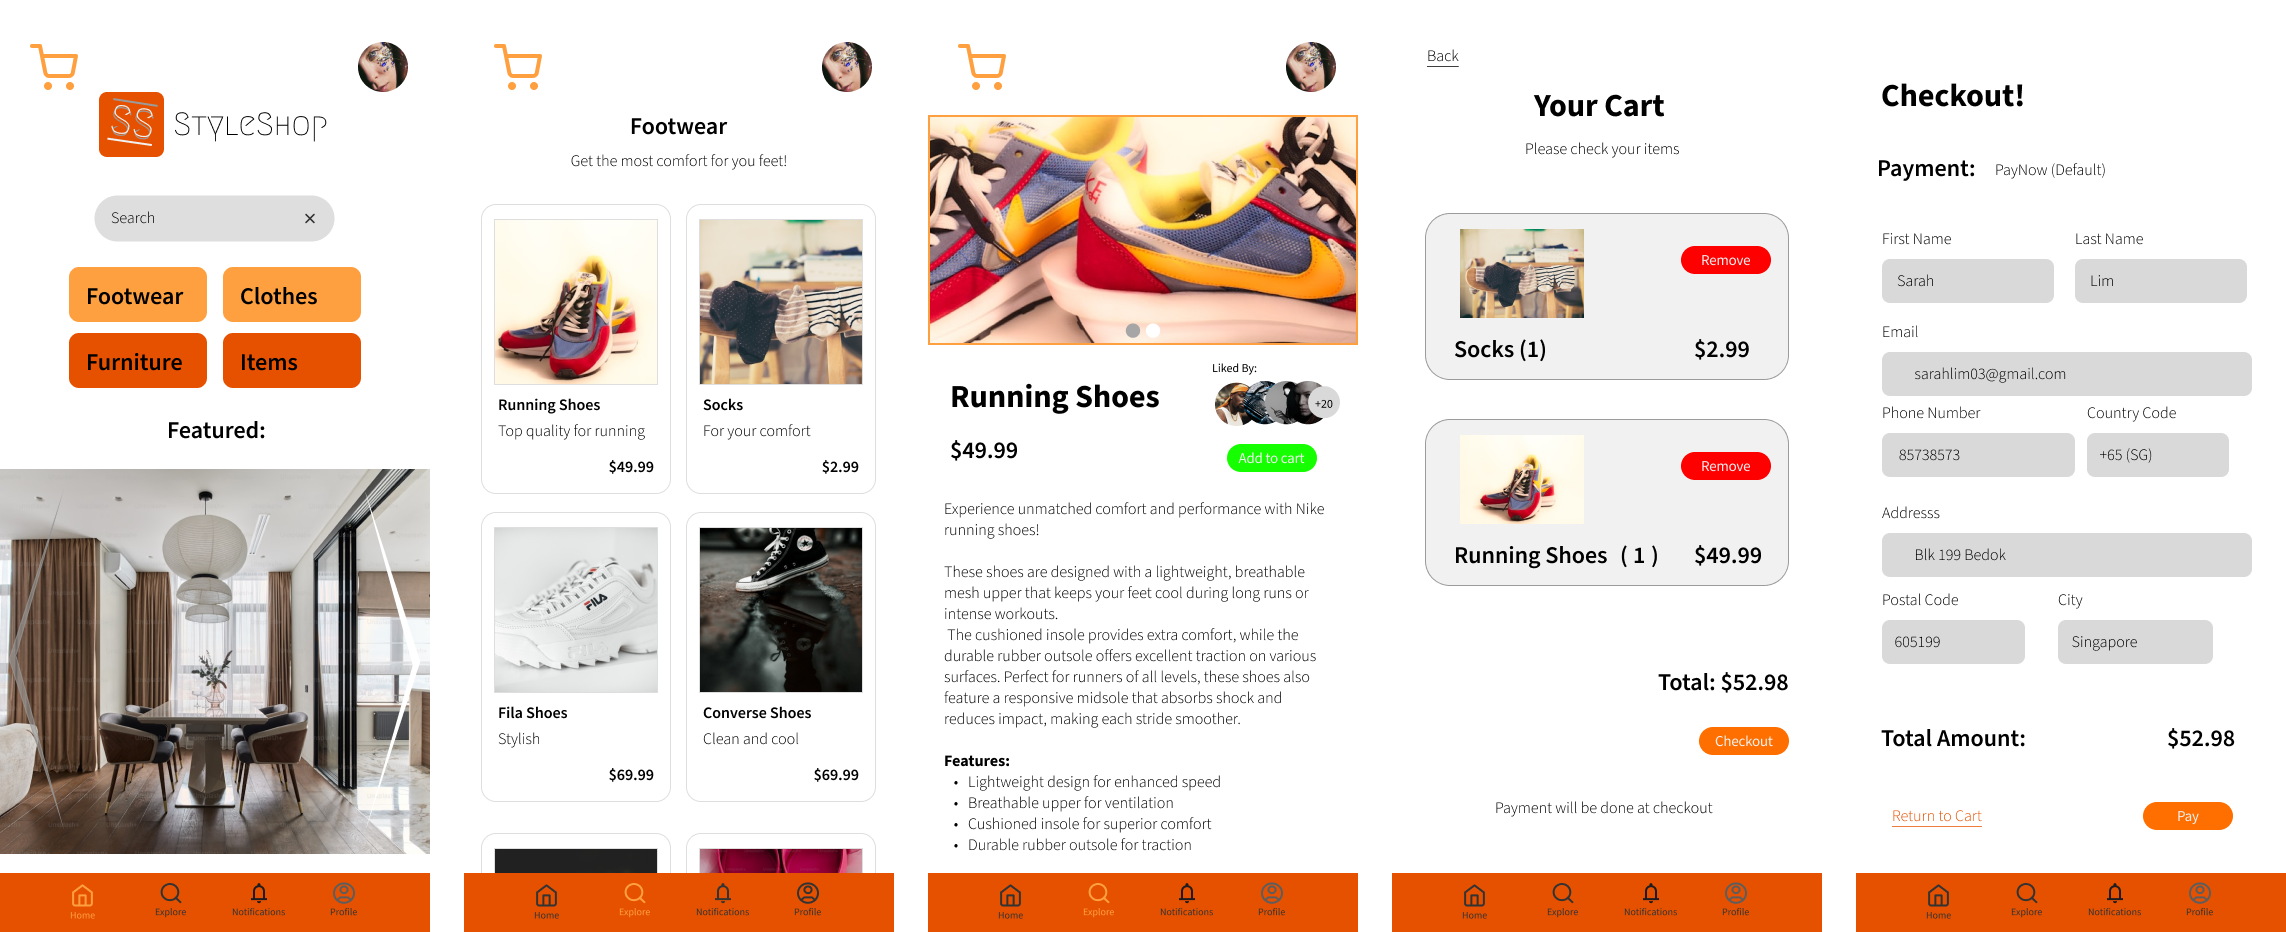 SS STYLESHOP
Search
Footwear
Clothes
Furniture
Items
Featured:
Home
Explore
Notifications
Profile
Footwear
Get the most comfort for you feet!
Running Shoes
Top quality for running
$49.99
Socks
For your comfort
$2.99
FILA
Fila Shoes
Stylish
$69.99
Converse Shoes
Clean and cool
$69.99
Home
Explore
Notifications
Profile
Liked By:
+20
Running Shoes
$49.99
Add to cart
Experience unmatched comfort and performance with Nike
running shoes!
These shoes are designed with a lightweight, breathable
mesh upper that keeps your feet cool during long runs or
intense workouts.
The cushioned insole provides extra comfort, while the
durable rubber outsole offers excellent traction on various
surfaces. Perfect for runners of all levels, these shoes also
feature a responsive midsole that absorbs shock and
reduces impact, making each stride smoother.
Features:
• Lightweight design for enhanced speed
• Breathable upper for ventilation
• Cushioned insole for superior comfort
• Durable rubber outsole for traction
Home
Explore
Notifications
Profile
Back
Your Cart
Please check your items
Remove
Socks (1)
$2.99
Remove
Running Shoes ( 1 )
$49.99
Total: $52.98
Checkout
Payment will be done at checkout
Home
Explore
Notifications
Profile
Checkout!
Payment: PayNow (Default)
First Name
Last Name
Sarah
Lim
Email
sarahlim03@gmail.com
Phone Number
Country Code
85738573
+65 (SG)
Addresss
Blk 199 Bedok
Postal Code
City
605199
Singapore
Total Amount:
$52.98
Return to Cart
Pay
Home
Explore
Notifications
Profile